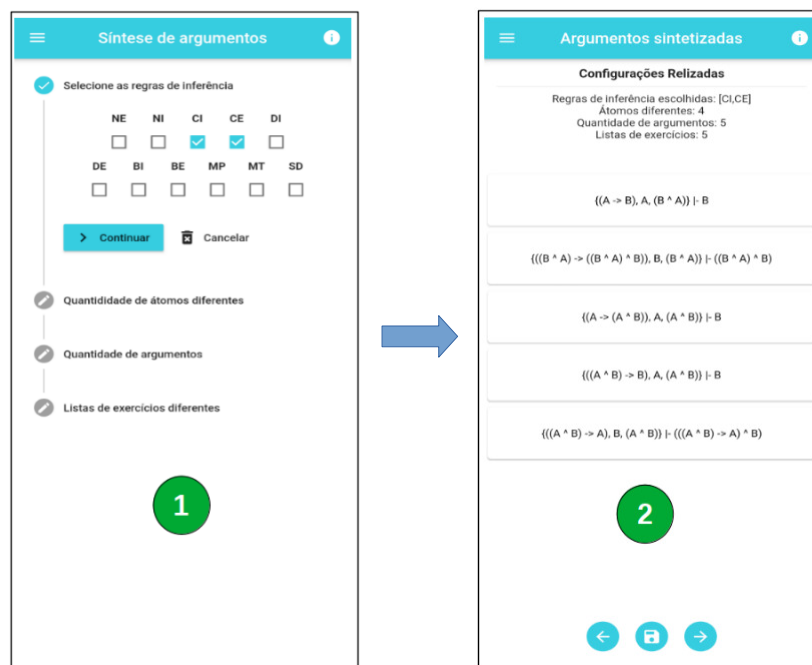 Síntese de argumentos
Selecione as regras de inferência
NE NI CI CE DI
DE BI BE MP MT SD
Continuar Cancelar
Quantididade de átomos diferentes
Quantidade de argumentos
Listas de exercícios diferentes
1
Argumentos sintetizadas
Configurações Relizadas
Regras de inferência escolhidas: [CI,CE]
Átomos diferentes: 4
Quantidade de argumentos: 5
Listas de exercícios: 5
{(A -> B), A, (B ^ A)} |- B
{((B ^ A) -> ((B ^ A) ^ B)), B, (B ^ A)} |- ((B ^ A) ^ B)
{(A -> (A ^ B)), A, (A ^ B)} |- B
{((A ^ B) -> B), A, (A ^ B)} |- B
{((A ^ B) -> A), B, (A ^ B)} |- (((A ^ B) -> A) ^ B)
2